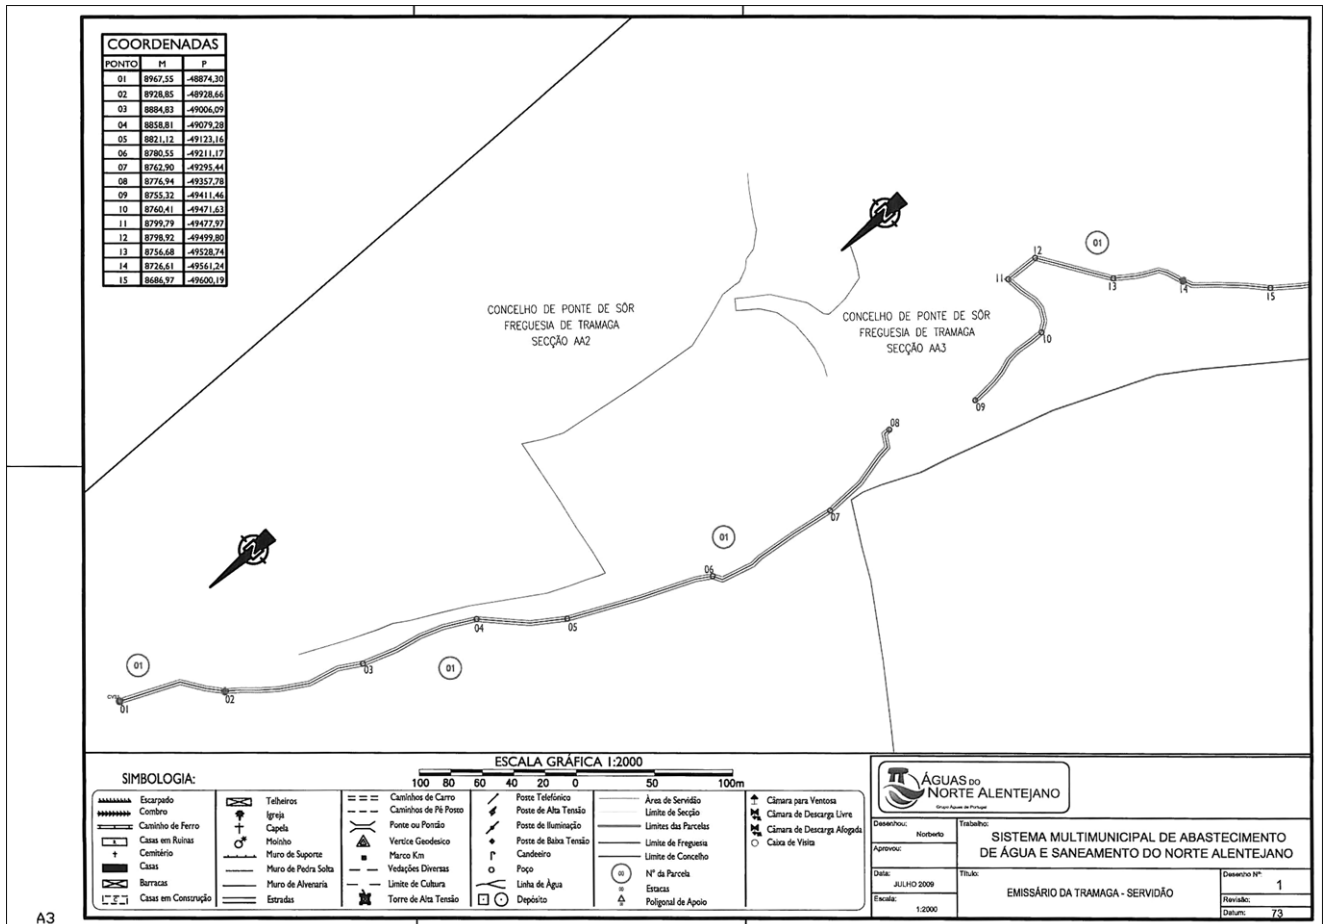 COORDENADAS
PONTO M P
01 8967,55 -48874,30
02 8928,85 -48928,66
03 8884,83 -49006,09
04 8858,81 -49079,28
05 8821,12 -49123,16
06 8780,55 -49211,17
07 8762,90 -49295,44
08 8776,94 -49357,78
09 8755,32 -49411,46
10 8760,41 -49471,63
11 8799,79 -49477,97
12 8798,92 -49499,80
13 8756,68 -49528,74
14 8726,61 -49561,24
15 8686,97 -49600,19
CONCELHO DE PONTE DE SÔR
FREGUESIA DE TRAMAGA
SECÇÃO AA2
CONCELHO DE PONTE DE SÔR
FREGUESIA DE TRAMAGA
SECÇÃO AA3
N
N
01
12
11
13
14
15
10
09
08
07
01
06
05
04
03
01
01
02
01
SIMBOLOGIA:
ESCALA GRÁFICA 1:2000
100 80 60 40 20 0 50 100m
Escarpado
Combro
Caminho de Ferro
Casas em Ruinas
Cemitério
Casas
Barracas
Casas em Construção
Telheiros
Igreja
Capela
Moinho
Muro de Suporte
Muro de Pedra Solta
Muro de Alvenaria
Estradas
Caminhos de Carro
Caminhos de Pé Posto
Ponte ou Pontão
Vertice Geodesico
Marco Km
Vedações Diversas
Limite de Cultura
Torre de Alta Tensão
Poste Telefónico
Poste de Alta Tensão
Poste de Iluminação
Poste de Baixa Tensão
Candeeiro
Poço
Linha de Água
Depósito
Área de Servidão
Limite de Secção
Limites das Parcelas
Limite de Freguesia
Limite de Concelho
00 Nº da Parcela
Estacas
Poligonal de Apoio
Câmara para Ventosa
Câmara de Descarga Livre
Câmara de Descarga Afogada
Caixa de Visita
ÁGUAS DO
NORTE ALENTEJANO
Grupo Águas de Portugal
Desenhou:
Norberto
Aprovou:
Data:
JULHO 2009
Escala:
1:2000
Trabalho:
SISTEMA MULTIMUNICIPAL DE ABASTECIMENTO
DE ÁGUA E SANEAMENTO DO NORTE ALENTEJANO
Título:
EMISSÁRIO DA TRAMAGA - SERVIDÃO
Desenho Nº:
1
Revisão:
Datum: 73
A3